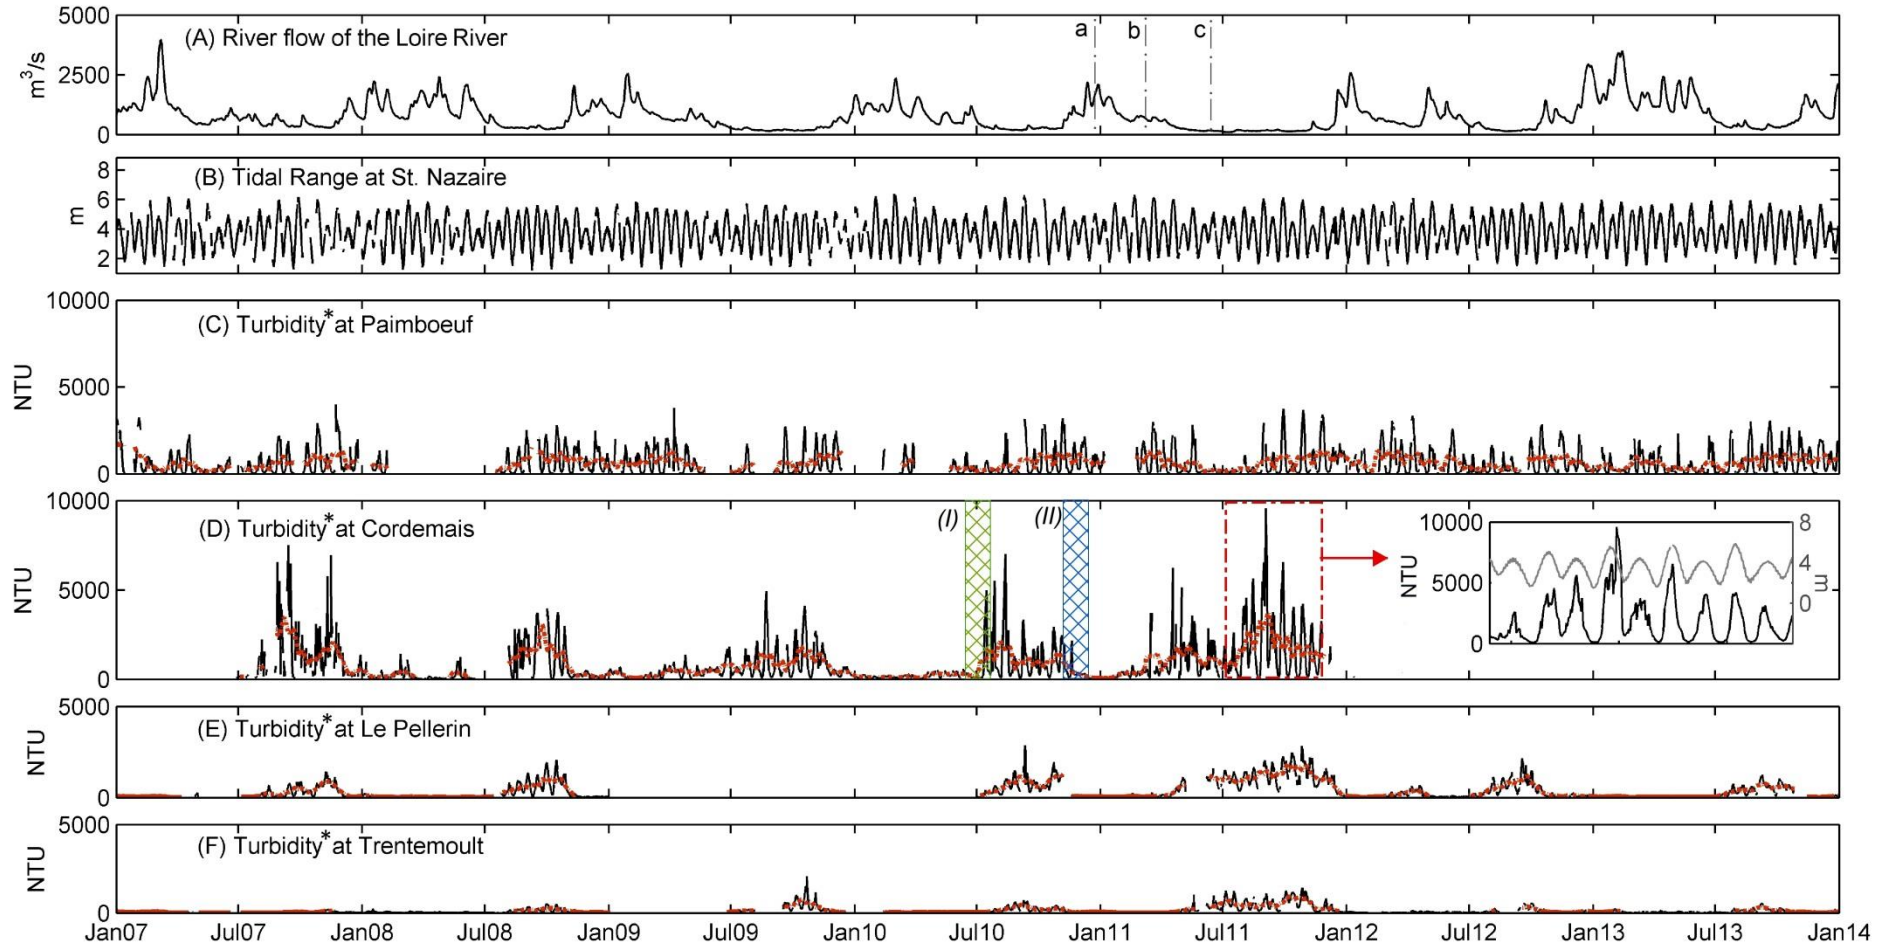 5000
2500
0
m³/s
(A) River flow of the Loire River
a
b
c
8
6
4
2
m
(B) Tidal Range at St. Nazaire
10000
5000
0
NTU
(C) Turbidity* at Paimboeuf
10000
5000
0
NTU
(D) Turbidity* at Cordemais
(I)
(II)
10000
5000
0
NTU
8
4
0
m
5000
0
NTU
(E) Turbidity* at Le Pellerin
5000
0
NTU
(F) Turbidity* at Trentemoult
Jan07 Jul07 Jan08 Jul08 Jan09 Jul09 Jan10 Jul10 Jan11 Jul11 Jan12 Jul12 Jan13 Jul13 Jan14